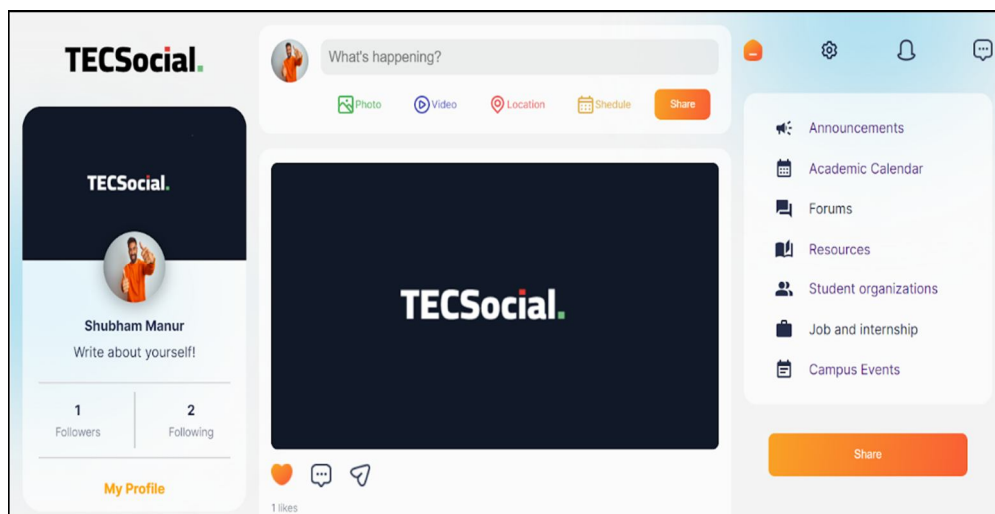 TECSocial.
TECSocial.
Shubham Manur
Write about yourself!
1 2
Followers Following
My Profile
What's happening?
Photo Video Location Shedule Share
TECSocial.
1 likes
Announcements
Academic Calendar
Forums
Resources
Student organizations
Job and internship
Campus Events
Share